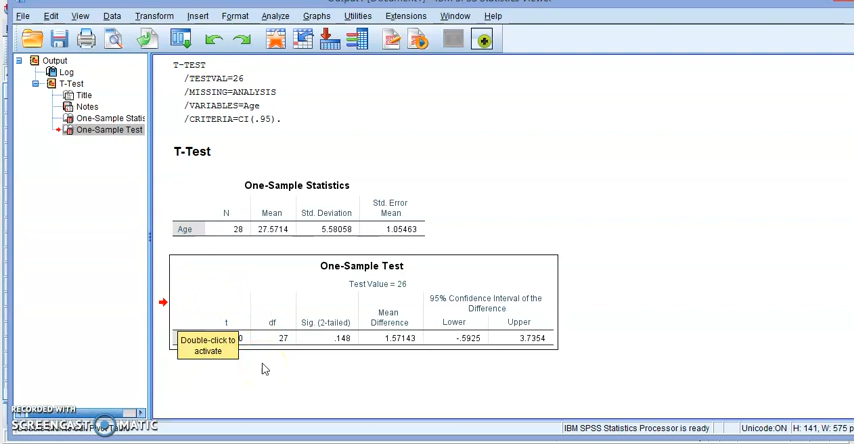 File Edit View Data Transform Insert Format Analyze Graphs Utilities Extensions Window Help
Output
Log
T-Test
Title
Notes
One-Sample Statis
One-Sample Test
T-TEST
/TESTVAL=26
/MISSING=ANALYSIS
/VARIABLES=Age
/CRITERIA=CI(.95).
T-Test
One-Sample Statistics
N Mean Std. Deviation Std. Error Mean
Age 28 27.5714 5.58058 1.05463
One-Sample Test
Test Value = 26
t df Sig. (2-tailed) Mean Difference 95% Confidence Interval of the Difference
Lower Upper
0 27 .148 1.57143 -.5925 3.7354
Double-click to
activate
RECORDED WITH
SCREENCAST MATIC
IBM SPSS Statistics Processor is ready Unicode:ON H: 141, W: 575 p